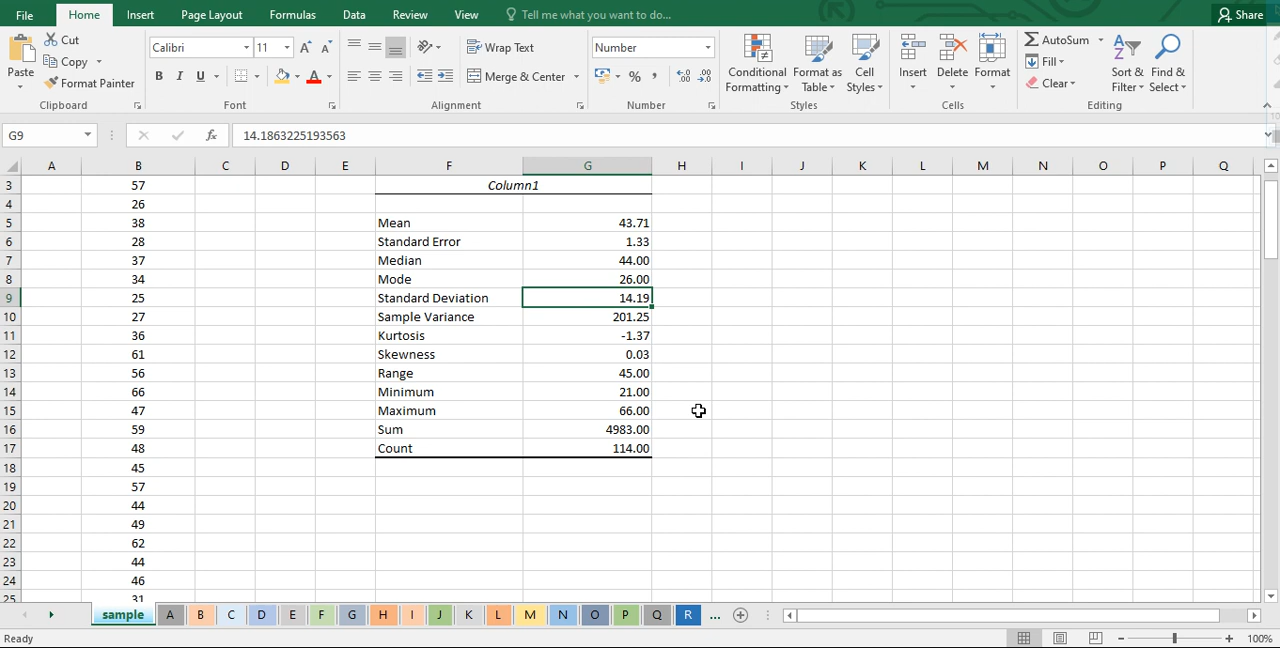 File Home Insert Page Layout Formulas Data Review View Tell me what you want to do... Share
Paste Cut Copy Format Painter Clipboard
Calibri 11 A A B I U A Font
Wrap Text Merge & Center Alignment
Number % , Number
Conditional Formatting Format as Table Cell Styles Styles
Insert Delete Format Cells
AutoSum Fill Clear Sort & Filter Find & Select Editing
G9 fx 14.1863225193563
A B C D E F G H I J K L M N O P Q
3 57 Column1
4 26
5 38 Mean 43.71
6 28 Standard Error 1.33
7 37 Median 44.00
8 34 Mode 26.00
9 25 Standard Deviation 14.19
10 27 Sample Variance 201.25
11 36 Kurtosis -1.37
12 61 Skewness 0.03
13 56 Range 45.00
14 66 Minimum 21.00
15 47 Maximum 66.00
16 59 Sum 4983.00
17 48 Count 114.00
18 45
19 57
20 44
21 49
22 62
23 44
24 46
25 31
sample A B C D E F G H I J K L M N O P Q R ...
Ready 100%